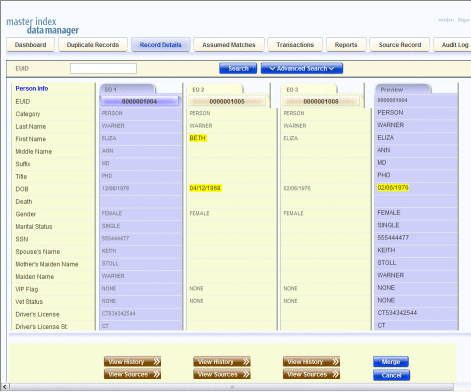 master index
data manager
Dashboard Duplicate Records Record Details Assumed Matches Transactions Reports Source Record Audit Log
EUID Search Advanced Search
Person Info EO 1 EO 2 EO 3 Preview
EUID 0000001004 0000001005 0000001008 0000001004
Category PERSON PERSON PERSON PERSON
Last Name WARNER WARNER WARNER WARNER
First Name ELIZA BETH ELIZA ELIZA
Middle Name ANN ANN
Suffix MD MD
Title PHD PHD
DOB 12/06/1976 04/12/1968 02/06/1976 02/06/1976
Death
Gender FEMALE FEMALE FEMALE FEMALE
Marital Status SINGLE SINGLE
SSN 555444477 555444477
Spouse's Name KEITH KEITH
Mother's Maiden Name STOLL STOLL
Maiden Name WARNER WARNER
VIP Flag NONE NONE NONE NONE
Vet Status NONE NONE NONE NONE
Driver's License CT534342544 CT534342544
Driver's License St. CT CT
View History View History View History Merge
View Sources View Sources View Sources Cancel